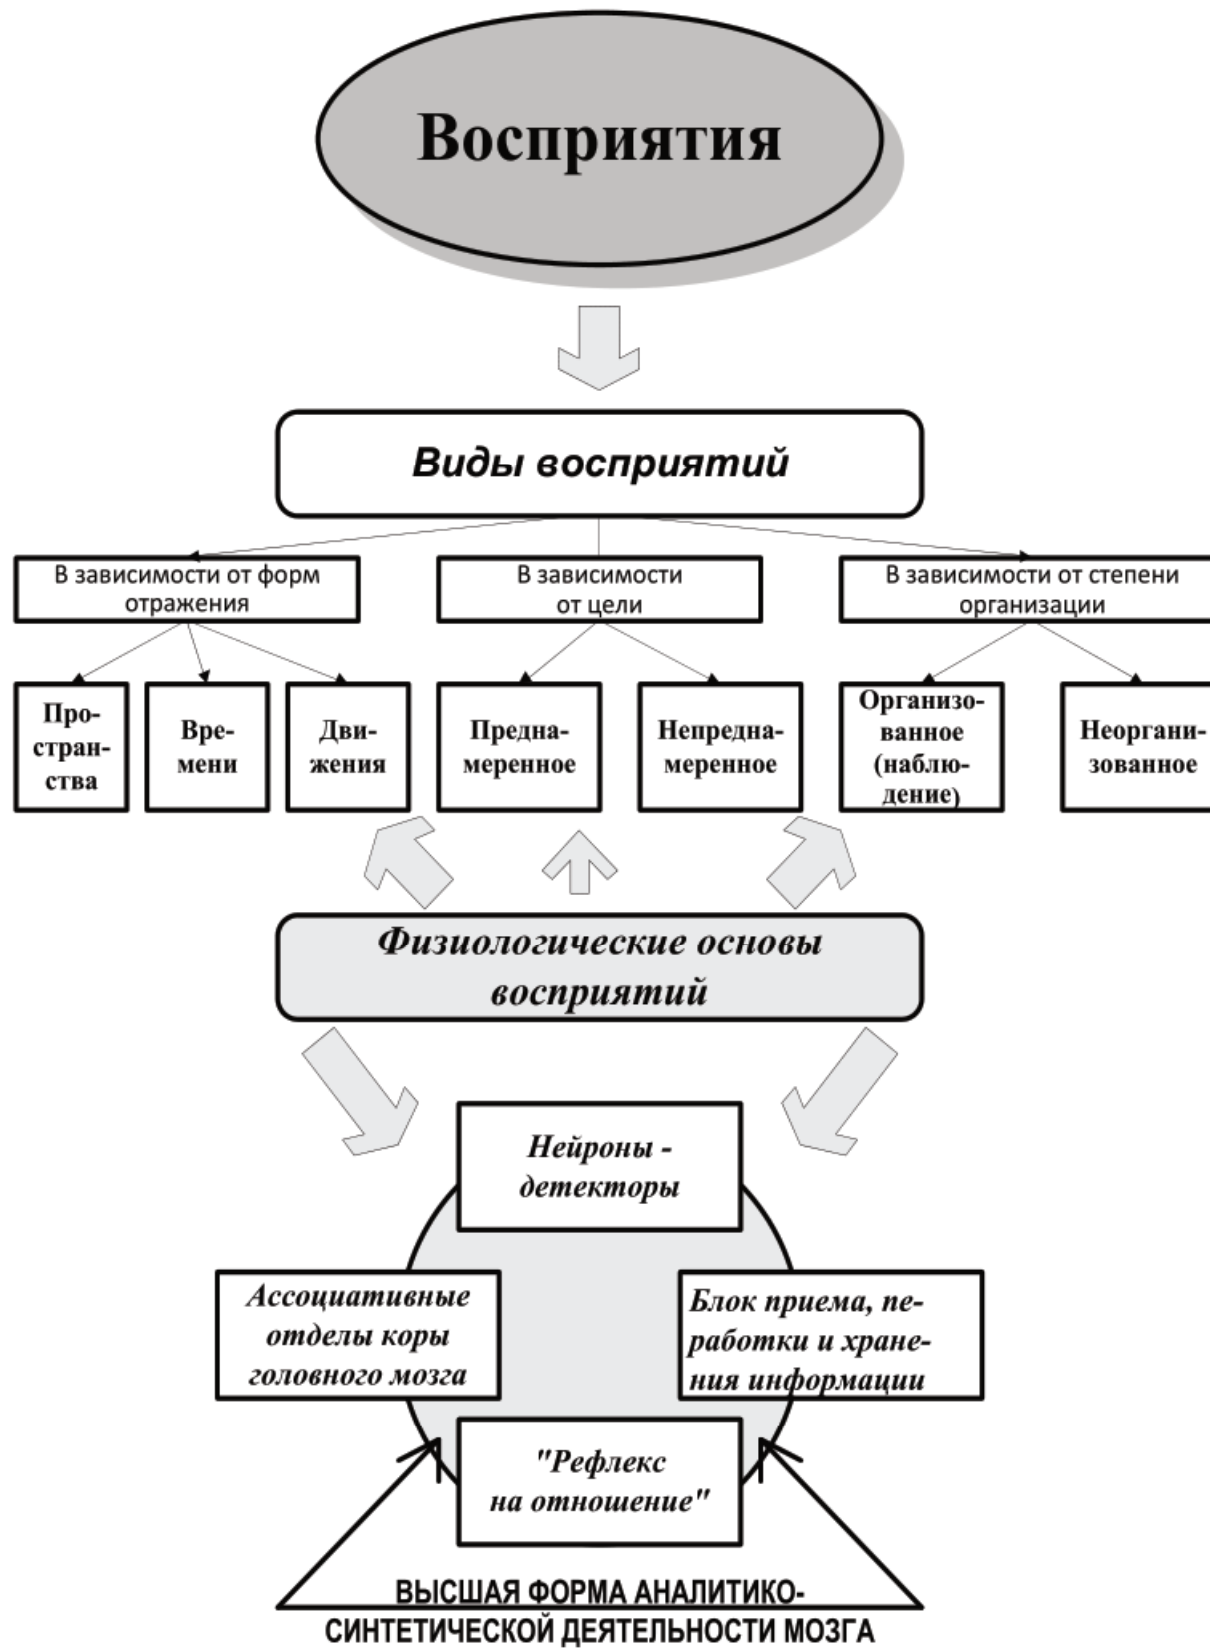 Восприятия
Виды восприятий
В зависимости от форм
отражения
В зависимости
от цели
В зависимости от степени
организации
Про-
стран-
ства
Вре-
мени
Дви-
жения
Предна-
меренное
Непредна-
меренное
Организо-
ванное
(наблю-
дение)
Неоргани-
зованное
Физиологические основы
восприятий
Нейроны -
детекторы
Ассоциативные
отделы коры
головного мозга
Блок приема, пе-
работки и хране-
ния информации
"Рефлекс
на отношение"
ВЫСШАЯ ФОРМА АНАЛИТИКО-
СИНТЕТИЧЕСКОЙ ДЕЯТЕЛЬНОСТИ МОЗГА